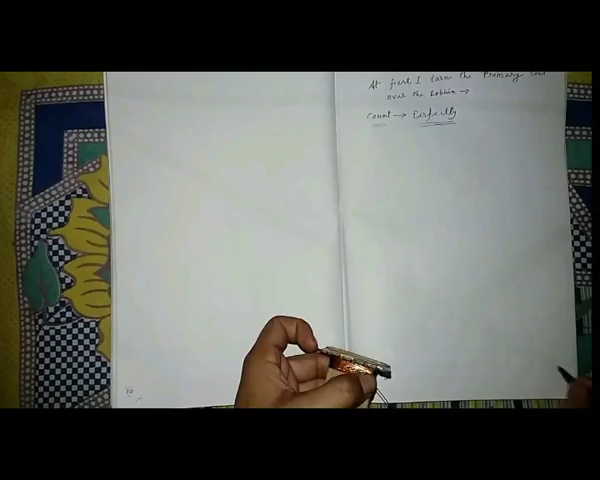 At first, I turn the Primary coil
over the Bobbin →
Count → Perfectly